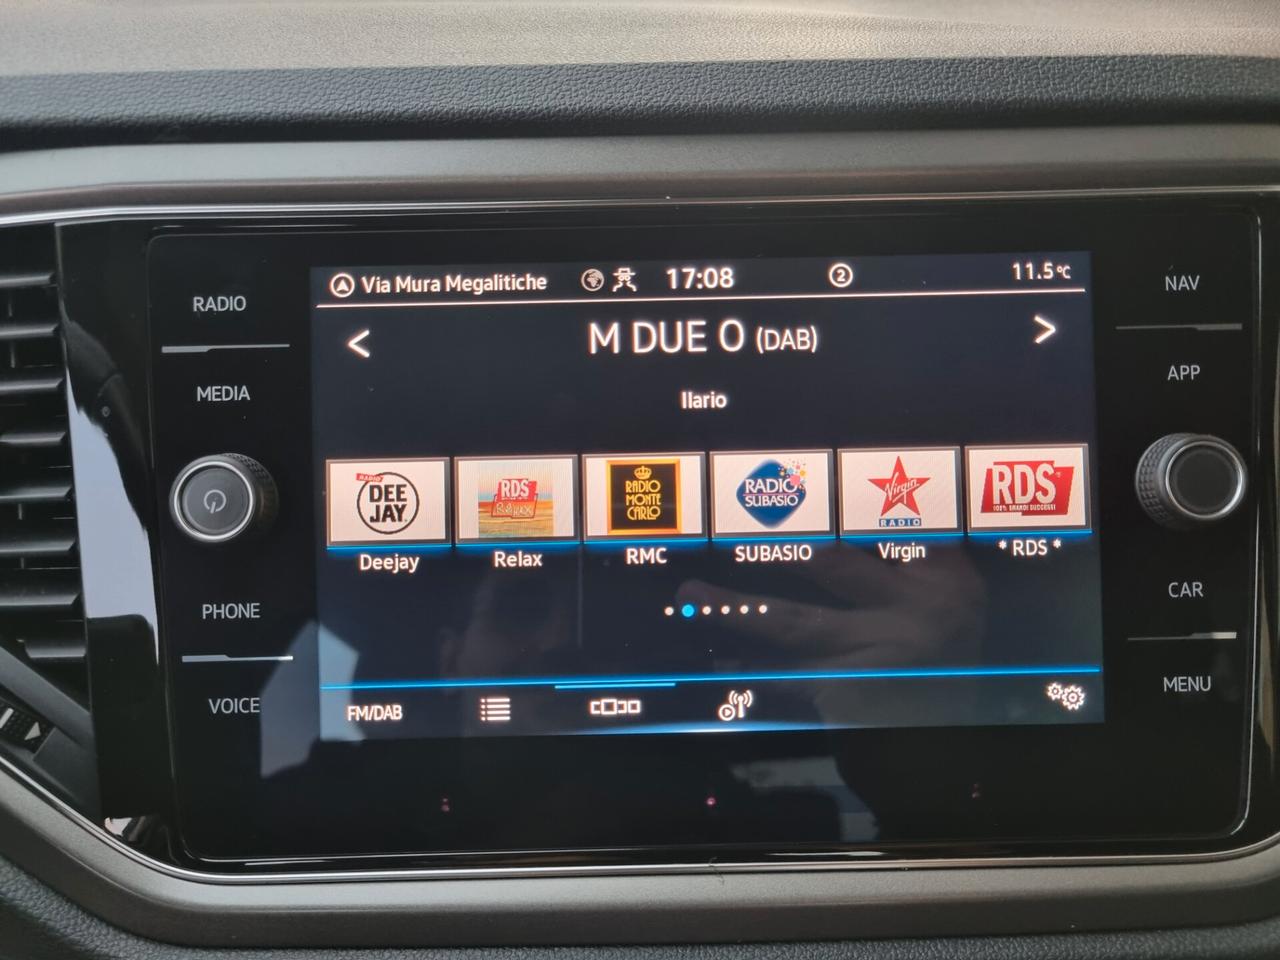 RADIO
MEDIA
PHONE
VOICE
Via Mura Megalitiche 17:08 2 11.5°C
< M DUE O (DAB) >
Ilario
RADIO DEE JAY.
RDS Relax
RADIO MONTE CARLO
RADIO SUBASIO
Virgin RADIO
RDS 100% GRANDI SUCCESSI
Deejay Relax RMC SUBASIO Virgin * RDS *
FM/DAB
NAV
APP
CAR
MENU